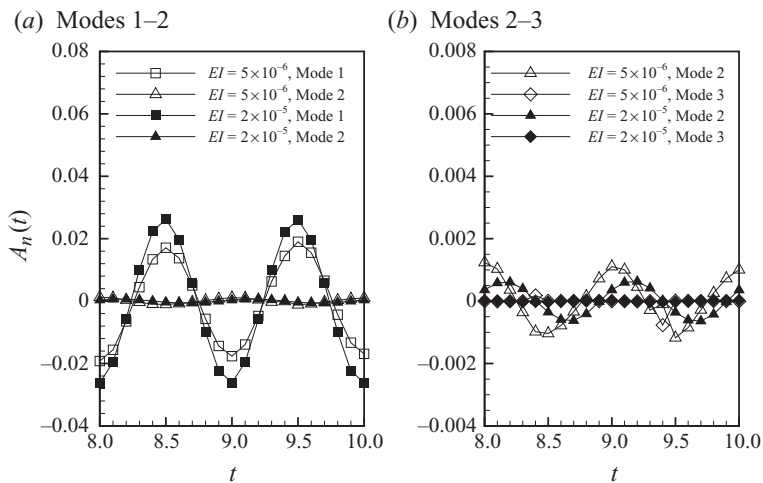 (a) Modes 1–2
0.08
0.06
0.04
0.02
0
–0.02
–0.04
A_n(t)
EI = 5×10⁻⁶, Mode 1
EI = 5×10⁻⁶, Mode 2
EI = 2×10⁻⁵, Mode 1
EI = 2×10⁻⁵, Mode 2
8.0 8.5 9.0 9.5 10.0
t
(b) Modes 2–3
0.008
0.006
0.004
0.002
0
–0.002
–0.004
EI = 5×10⁻⁶, Mode 2
EI = 5×10⁻⁶, Mode 3
EI = 2×10⁻⁵, Mode 2
EI = 2×10⁻⁵, Mode 3
8.0 8.5 9.0 9.5 10.0
t